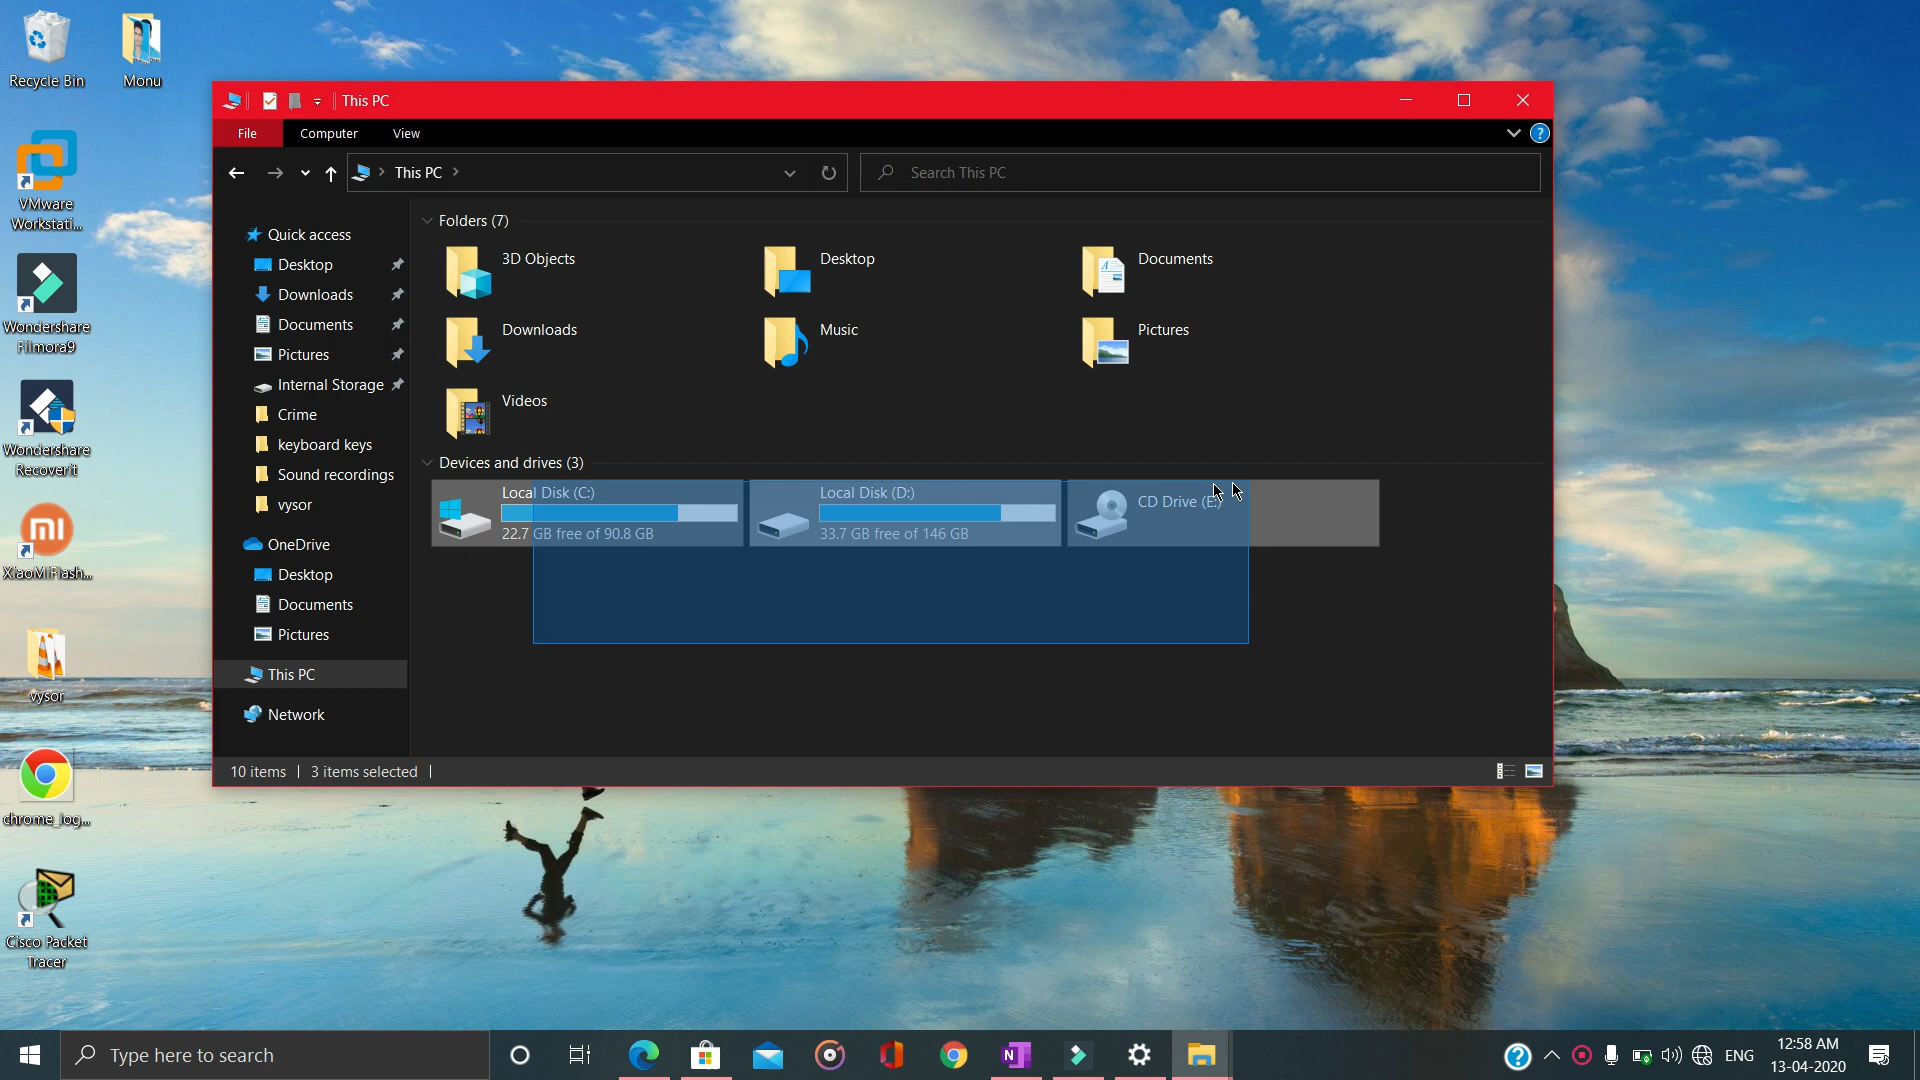 Recycle Bin
Monu
VMware
Workstati...
Wondershare
Filmora9
Wondershare
Recoverit
XiaoMiFlash...
vysor
chrome_log...
Cisco Packet
Tracer
This PC
File
Computer
View
?
This PC
Search This PC
Quick access
Desktop
Downloads
Documents
Pictures
Internal Storage
Crime
keyboard keys
Sound recordings
vysor
OneDrive
Desktop
Documents
Pictures
This PC
Network
Folders (7)
3D Objects
Desktop
Documents
Downloads
Music
Pictures
Videos
Devices and drives (3)
Local Disk (C:)
22.7 GB free of 90.8 GB
Local Disk (D:)
33.7 GB free of 146 GB
CD Drive (E:)
10 items
3 items selected
Type here to search
N
?
ENG
12:58 AM
13-04-2020